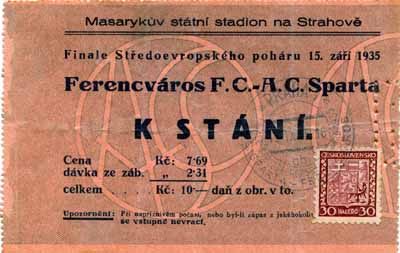 Masarykův státní stadion na Strahově
Finale Středoevropského poháru 15. září 1935
Ferencváros F. C.-A. C. Sparta
K STÁNÍ.
Cena Kč: 7·69
dávka ze záb. „ 2·31
celkem . . . . Kč: 10·— daň z obr. v to.
Upozornění: Při nepříznivém počasí, nebo byl-li zápas z jakéhokoliv
se vstupné nevrací.
ČESKOSLOVENSKO
30 HALÉŘŮ 30